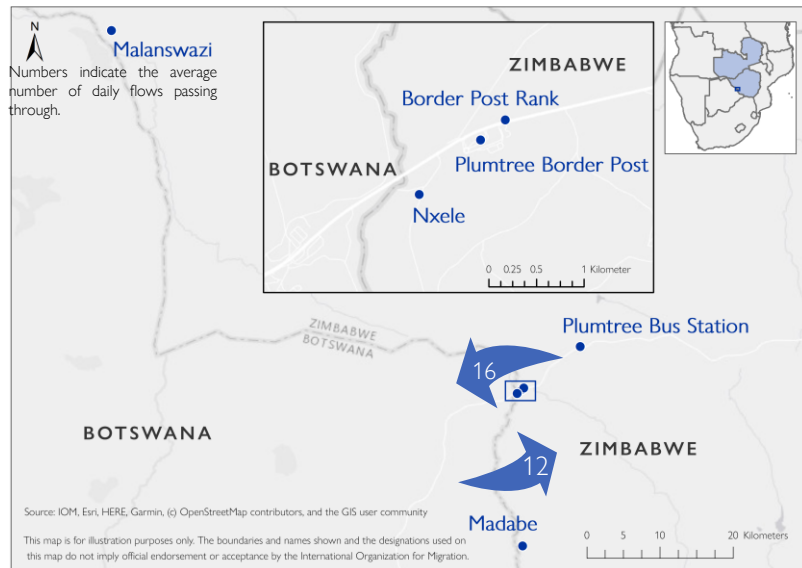 N
Malanswazi
Numbers indicate the average
number of daily flows passing
through.
ZIMBABWE
Border Post Rank
BOTSWANA
Plumtree Border Post
Nxele
0 0.25 0.5 1 Kilometer
ZIMBABWE
BOTSWANA
Plumtree Bus Station
16
BOTSWANA
ZIMBABWE
12
Source: IOM, Esri, HERE, Garmin, (c) OpenStreetMap contributors, and the GIS user community
Madabe
0 5 10 20 Kilometers
This map is for illustration purposes only. The boundaries and names shown and the designations used on
this map do not imply official endorsement or acceptance by the International Organization for Migration.